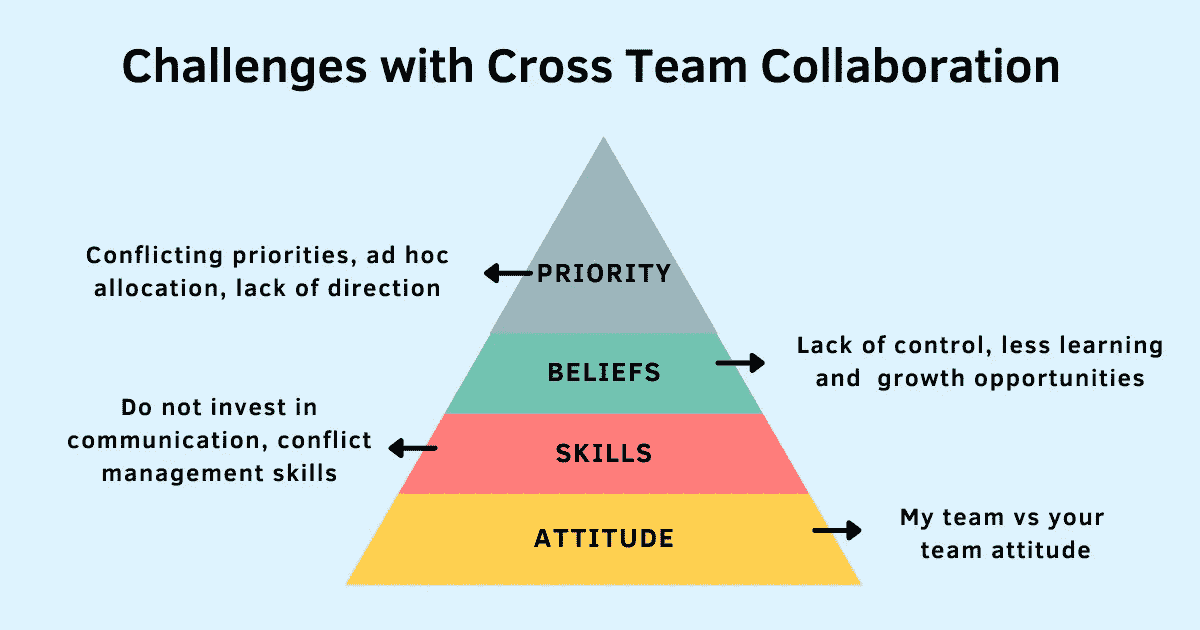 Challenges with Cross Team Collaboration
Conflicting priorities, ad hoc
allocation, lack of direction
PRIORITY
Lack of control, less learning
and growth opportunities
BELIEFS
Do not invest in
communication, conflict
management skills
SKILLS
My team vs your
team attitude
ATTITUDE